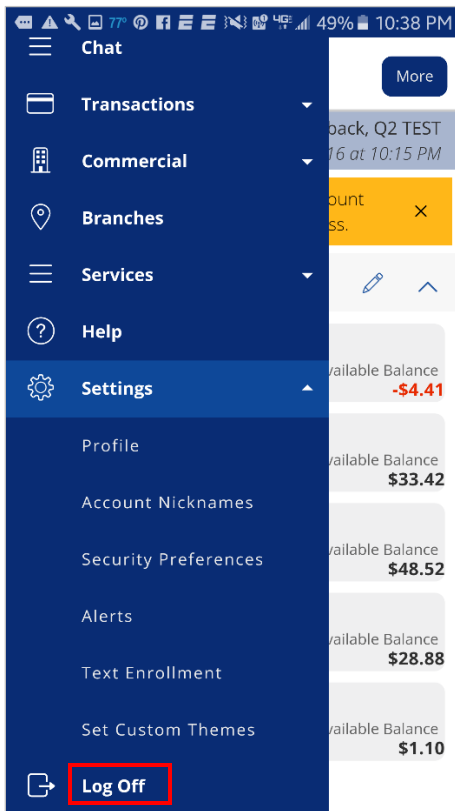 77° 4G 49% 10:38 PM
Chat
More
Transactions
back, Q2 TEST
Commercial
16 at 10:15 PM
Branches
ount
ss.
Services
Help
Settings
vailable Balance
-$4.41
Profile
vailable Balance
$33.42
Account Nicknames
Security Preferences
vailable Balance
$48.52
Alerts
vailable Balance
$28.88
Text Enrollment
Set Custom Themes
vailable Balance
$1.10
Log Off